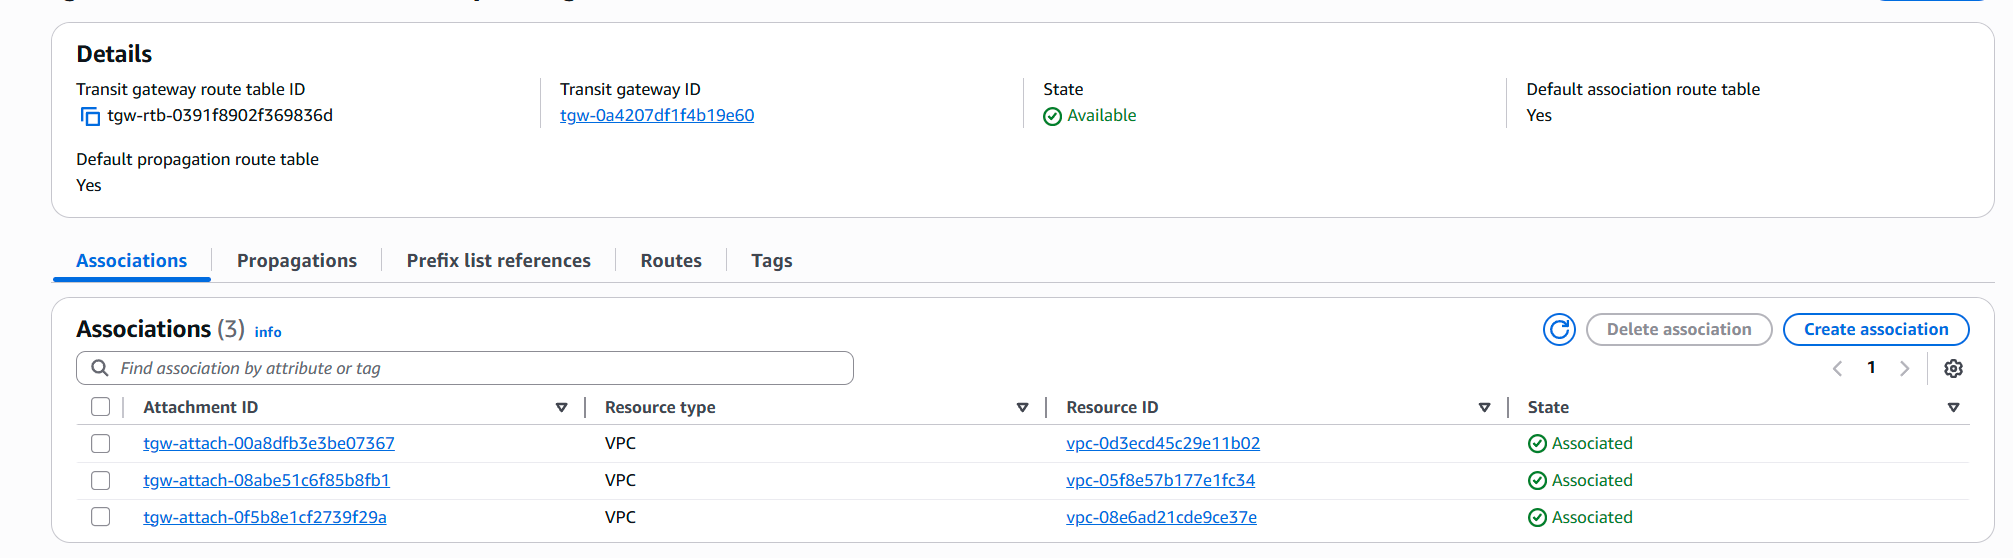 Details
Transit gateway route table ID
tgw-rtb-0391f8902f369836d
Transit gateway ID
tgw-0a4207df1f4b19e60
State
Available
Default association route table
Yes
Default propagation route table
Yes
Associations
Propagations
Prefix list references
Routes
Tags
Associations (3) info
Delete association
Create association
Find association by attribute or tag
1
Attachment ID Resource type Resource ID State
tgw-attach-00a8dfb3e3be07367 VPC vpc-0d3ecd45c29e11b02 Associated
tgw-attach-08abe51c6f85b8fb1 VPC vpc-05f8e57b177e1fc34 Associated
tgw-attach-0f5b8e1cf2739f29a VPC vpc-08e6ad21cde9ce37e Associated